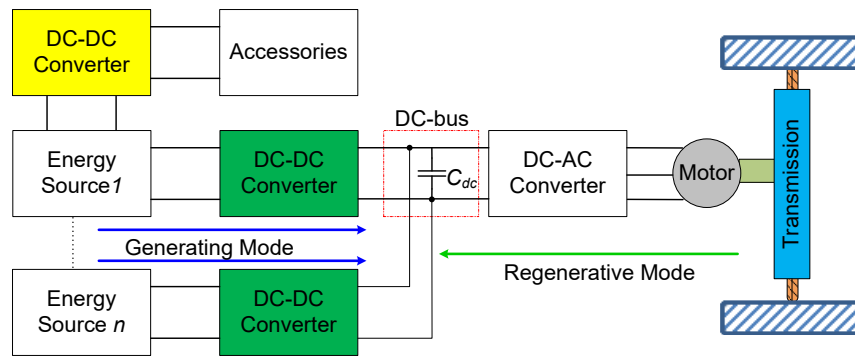 DC-DC
Converter
Accessories
DC-bus
Energy
Source1
DC-DC
Converter
Cdc
DC-AC
Converter
Motor
Transmission
Generating Mode
Regenerative Mode
Energy
Source n
DC-DC
Converter